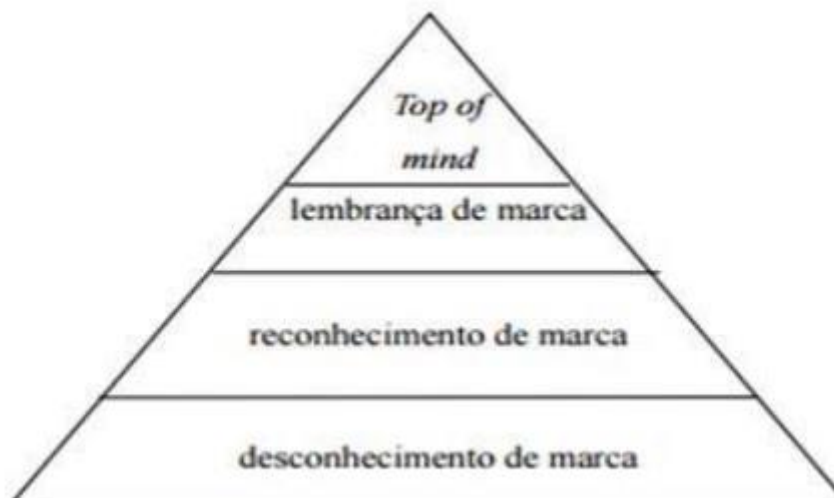 Top of
mind
lembrança de marca
reconhecimento de marca
desconhecimento de marca